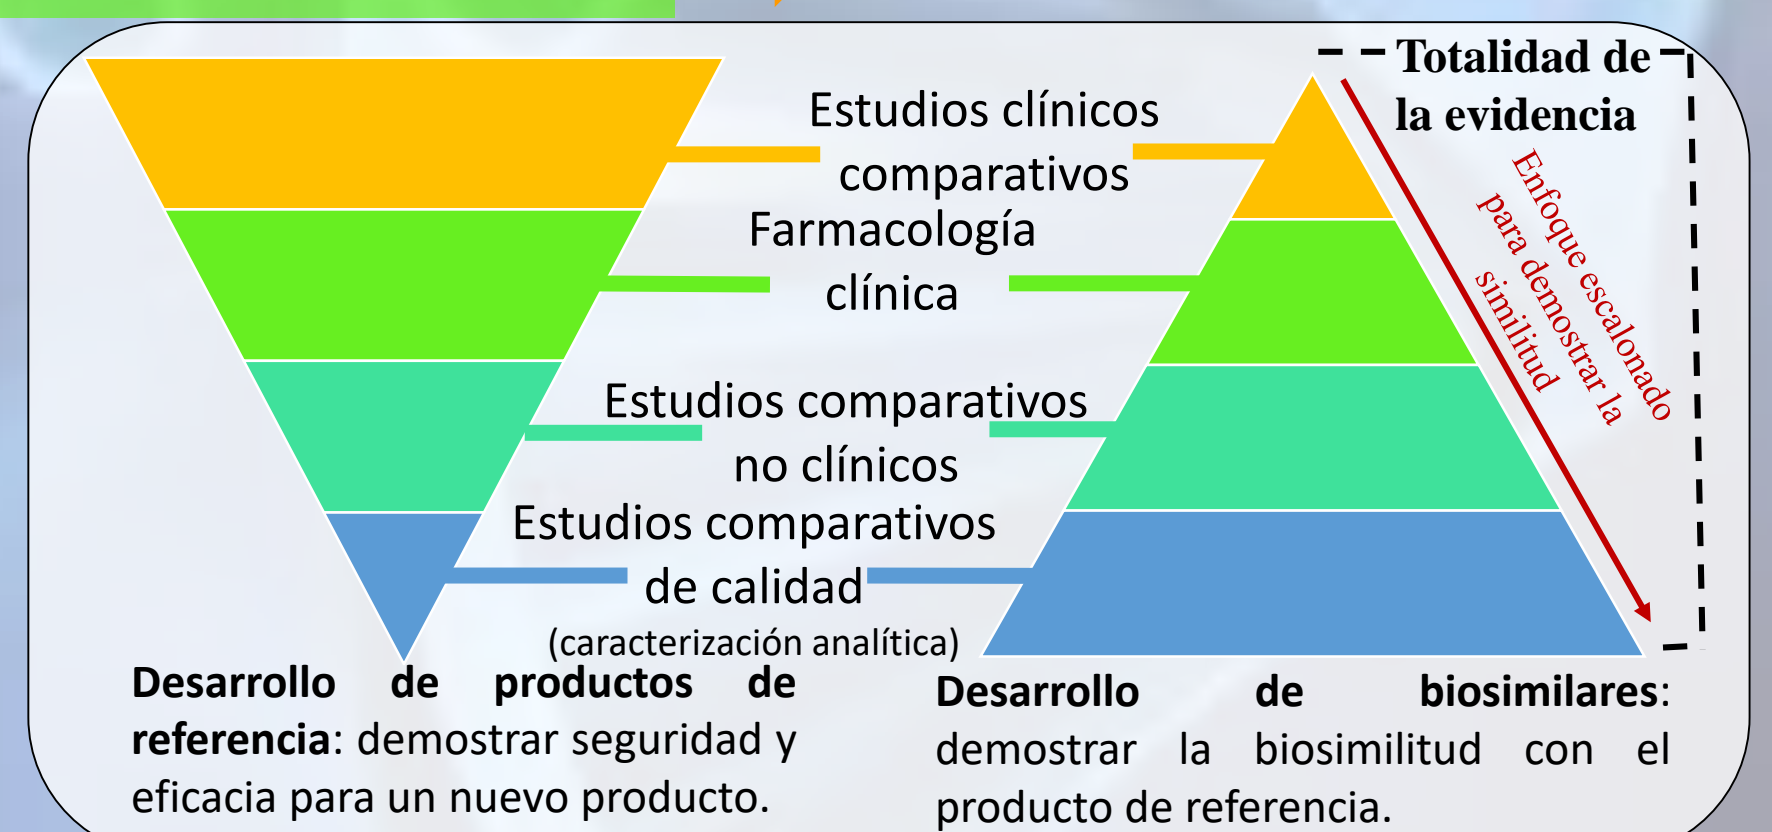 Totalidad de
la evidencia
Estudios clínicos
comparativos
Farmacología
clínica
Enfoque escalonado
para demostrar la
similitud
Estudios comparativos
no clínicos
Estudios comparativos
de calidad
(caracterización analítica)
Desarrollo de productos de
referencia: demostrar seguridad y
eficacia para un nuevo producto.
Desarrollo de biosimilares:
demostrar la biosimilitud con el
producto de referencia.